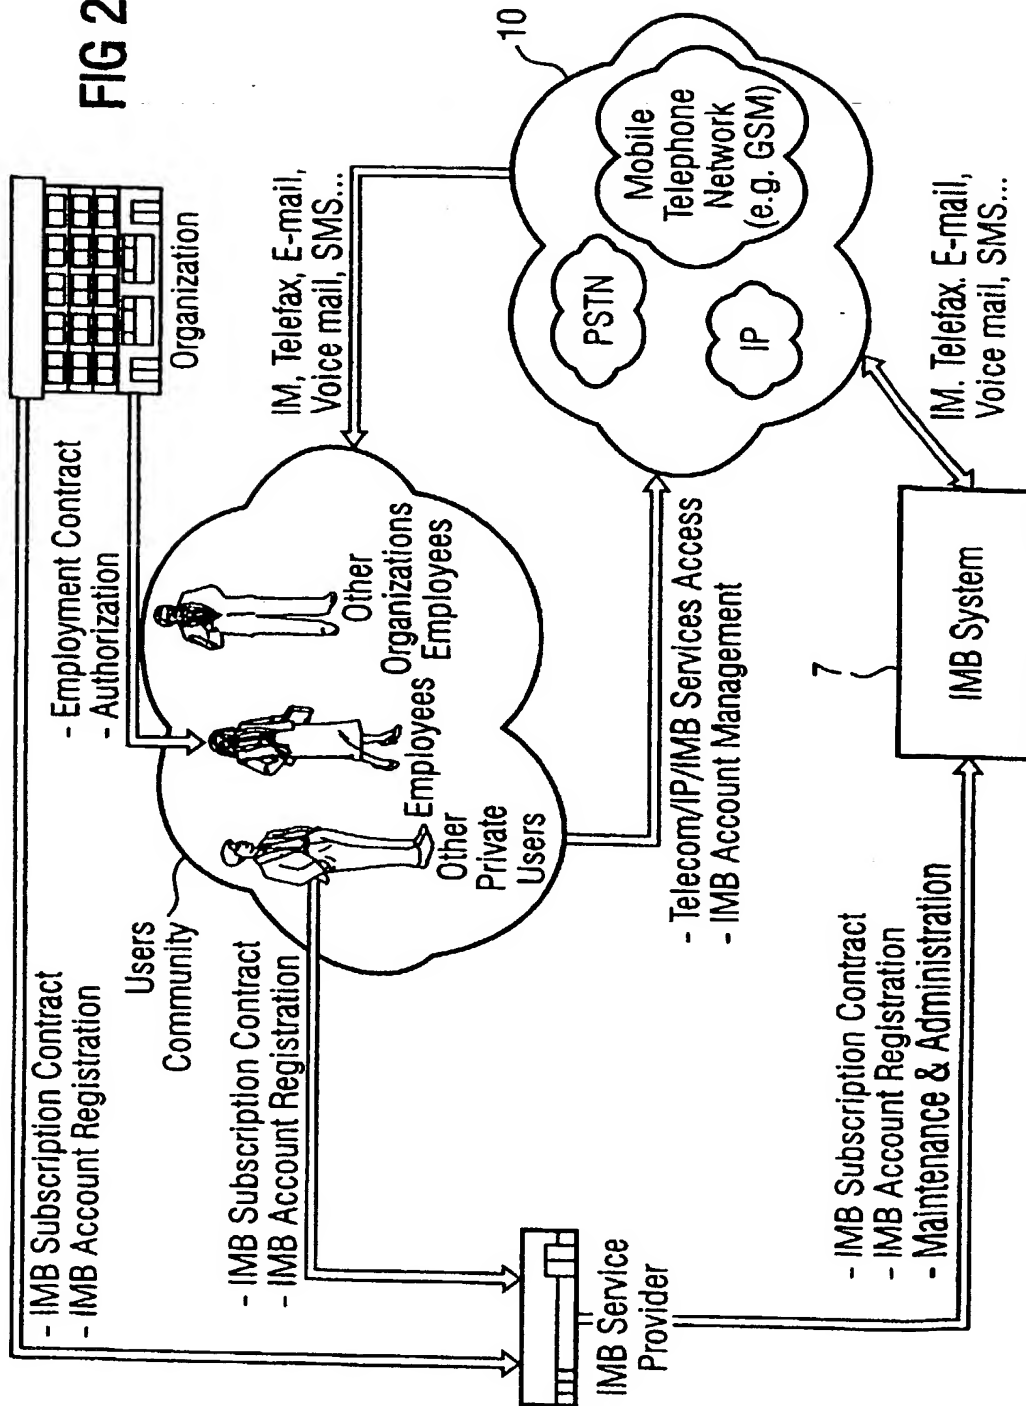 FIG 2
Organization
- IMB Subscription Contract
- IMB Account Registration
- Employment Contract
- Authorization
Users
Community
Other
Private
Users
Employees
Other
Organizations
Employees
IM, Telefax, E-mail,
Voice mail, SMS...
- IMB Subscription Contract
- IMB Account Registration
10
PSTN
IP
Mobile
Telephone
Network
(e.g. GSM)
- Telecom/IP/IMB Services Access
- IMB Account Management
IMB Service
Provider
- IMB Subscription Contract
- IMB Account Registration
- Maintenance & Administration
7
IMB System
IM. Telefax. E-mail,
Voice mail, SMS...